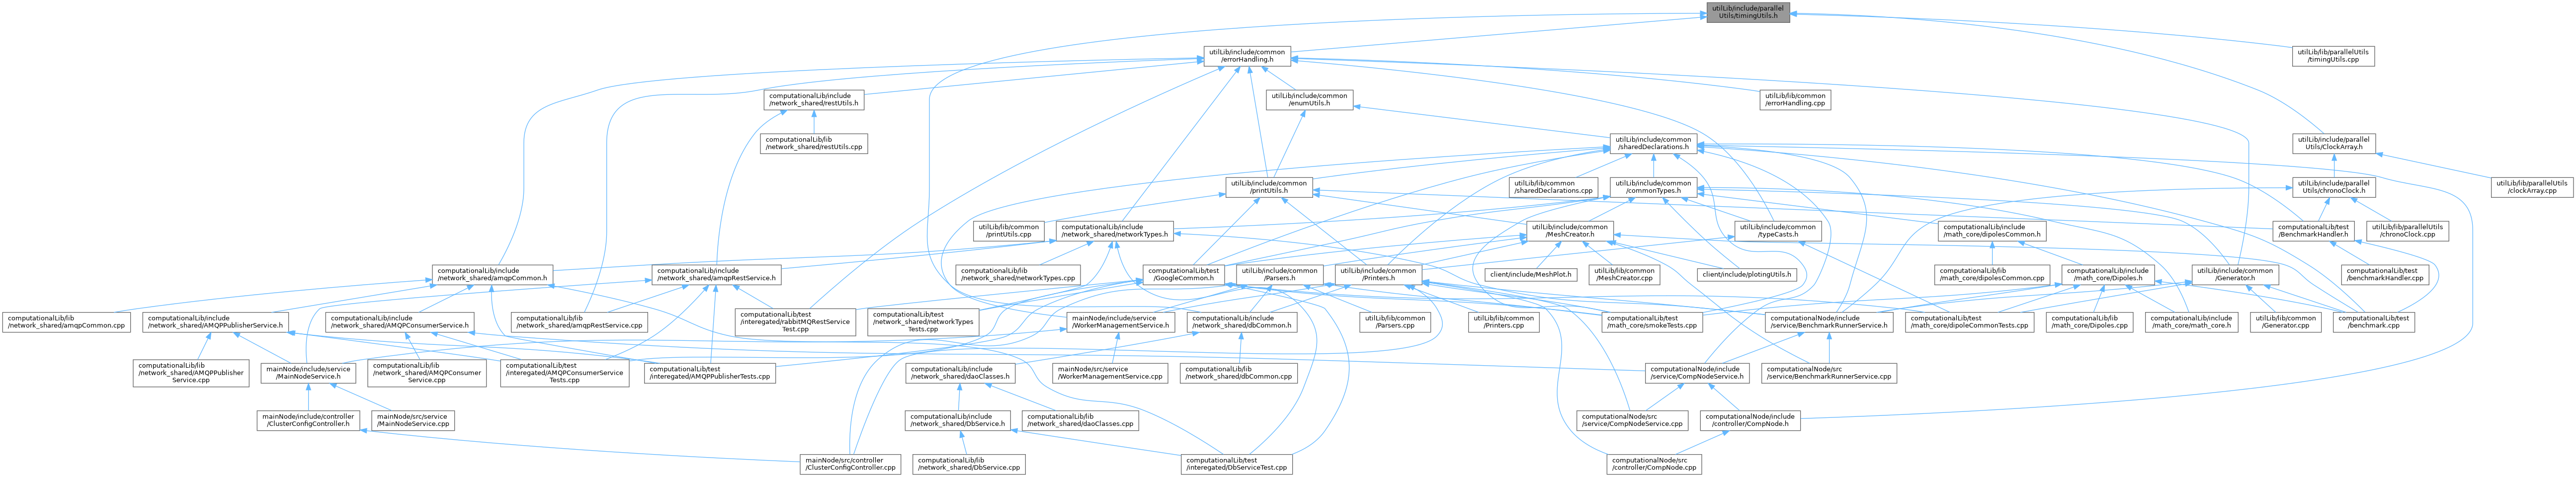 utilLib/include/parallel
Utils/timingUtils.h
utilLib/include/common
/errorHandling.h
utilLib/lib/parallelUtils
/timingUtils.cpp
computationalLib/include
/network_shared/restUtils.h
utilLib/include/common
/enumUtils.h
utilLib/lib/common
/errorHandling.cpp
computationalLib/lib
/network_shared/restUtils.cpp
utilLib/include/common
/sharedDeclarations.h
utilLib/include/parallel
Utils/ClockArray.h
utilLib/include/common
/printUtils.h
utilLib/lib/common
/sharedDeclarations.cpp
utilLib/include/common
/commonTypes.h
utilLib/include/parallel
Utils/chronoClock.h
utilLib/lib/parallelUtils
/clockArray.cpp
utilLib/lib/common
/printUtils.cpp
computationalLib/include
/network_shared/networkTypes.h
utilLib/include/common
/MeshCreator.h
utilLib/include/common
/typeCasts.h
computationalLib/include
/math_core/dipolesCommon.h
computationalLib/test
/BenchmarkHandler.h
utilLib/lib/parallelUtils
/chronoClock.cpp
computationalLib/include
/network_shared/amqpCommon.h
computationalLib/include
/network_shared/amqpRestService.h
computationalLib/lib
/network_shared/networkTypes.cpp
computationalLib/test
/GoogleCommon.h
utilLib/include/common
/Parsers.h
utilLib/include/common
/Printers.h
client/include/MeshPlot.h
utilLib/lib/common
/MeshCreator.cpp
client/include/plotingUtils.h
computationalLib/lib
/math_core/dipolesCommon.cpp
computationalLib/include
/math_core/Dipoles.h
utilLib/include/common
/Generator.h
computationalLib/test
/benchmarkHandler.cpp
computationalLib/lib
/network_shared/amqpCommon.cpp
computationalLib/include
/network_shared/AMQPPublisherService.h
computationalLib/include
/network_shared/AMQPConsumerService.h
computationalLib/lib
/network_shared/amqpRestService.cpp
computationalLib/test
/interegated/rabbitMQRestService
Test.cpp
computationalLib/test
/network_shared/networkTypes
Tests.cpp
mainNode/include/service
/WorkerManagementService.h
computationalLib/include
/network_shared/dbCommon.h
utilLib/lib/common
/Parsers.cpp
utilLib/lib/common
/Printers.cpp
computationalLib/test
/math_core/smokeTests.cpp
computationalNode/include
/service/BenchmarkRunnerService.h
computationalLib/test
/math_core/dipoleCommonTests.cpp
computationalLib/lib
/math_core/Dipoles.cpp
computationalLib/include
/math_core/math_core.h
utilLib/lib/common
/Generator.cpp
computationalLib/test
/benchmark.cpp
computationalLib/lib
/network_shared/AMQPPublisher
Service.cpp
mainNode/include/service
/MainNodeService.h
computationalLib/lib
/network_shared/AMQPConsumer
Service.cpp
computationalLib/test
/interegated/AMQPConsumerService
Tests.cpp
computationalLib/test
/interegated/AMQPPublisherTests.cpp
computationalLib/include
/network_shared/daoClasses.h
mainNode/src/service
/WorkerManagementService.cpp
computationalLib/lib
/network_shared/dbCommon.cpp
computationalNode/include
/service/CompNodeService.h
computationalNode/src
/service/BenchmarkRunnerService.cpp
mainNode/include/controller
/ClusterConfigController.h
mainNode/src/service
/MainNodeService.cpp
computationalLib/include
/network_shared/DbService.h
computationalLib/lib
/network_shared/daoClasses.cpp
computationalNode/src
/service/CompNodeService.cpp
computationalNode/include
/controller/CompNode.h
mainNode/src/controller
/ClusterConfigController.cpp
computationalLib/lib
/network_shared/DbService.cpp
computationalLib/test
/interegated/DbServiceTest.cpp
computationalNode/src
/controller/CompNode.cpp